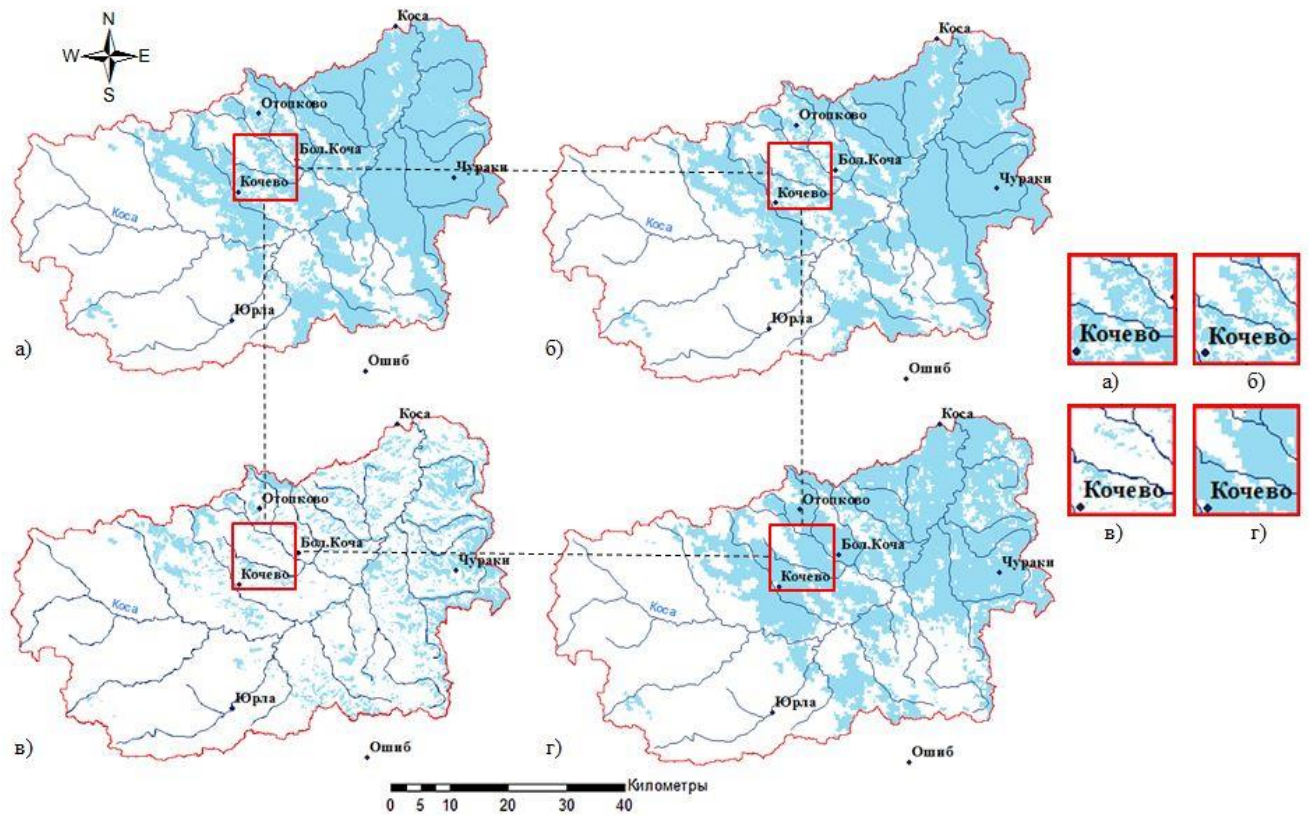 N
W E
S
Коса
Отопково
Бол.Коча
Чураки
Кочево
Коса
Юрла
а)
Ошиб
Коса
Отопково
Бол.Коча
Чураки
Кочево
Коса
Юрла
б)
Ошиб
Кочево
а)
Кочево
б)
Кочево
в)
Кочево
г)
Коса
Отопково
Бол.Коча
Чураки
Кочево
Коса
Юрла
в)
Ошиб
Коса
Отопково
Бол.Коча
Чураки
Кочево
Коса
Юрла
г)
Ошиб
Километры
0 5 10 20 30 40